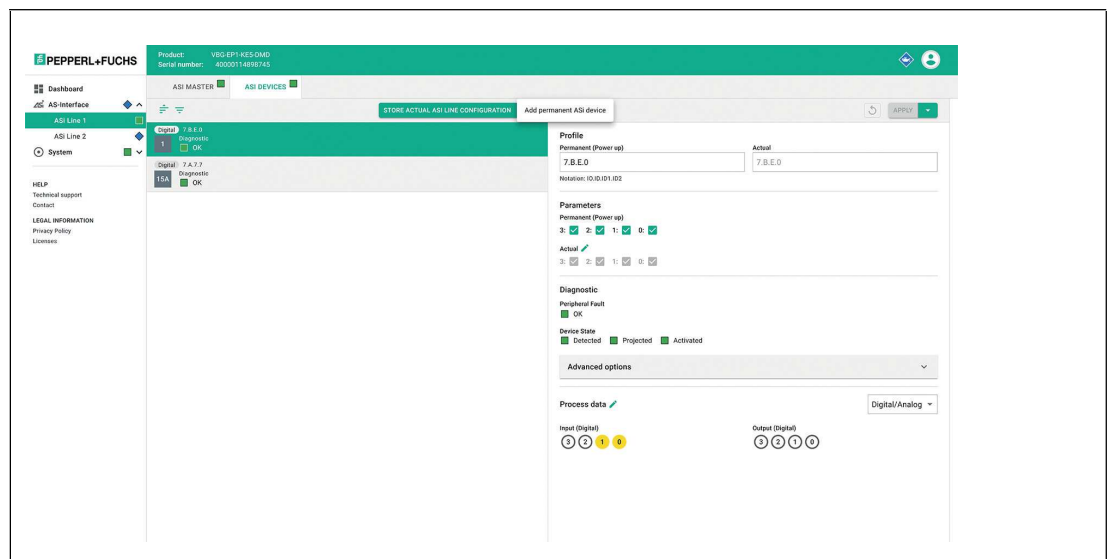 PEPPERL+FUCHS
Product: VBG-EP1-KE5-DMD
Serial number: 40000114898745
Dashboard
AS-Interface
ASi Line 1
ASi Line 2
System
HELP
Technical support
Contact
LEGAL INFORMATION
Privacy Policy
Licenses
ASI MASTER
ASI DEVICES
STORE ACTUAL ASI LINE CONFIGURATION
Add permanent ASi device
APPLY
Digital 7.B.E.0
1
Diagnostic
OK
Digital 7.A.7.7
15A
Diagnostic
OK
Profile
Permanent (Power up) Actual
7.B.E.0 7.B.E.0
Notation: IO.ID.ID1.ID2
Parameters
Permanent (Power up)
3: 2: 1: 0:
Actual
3: 2: 1: 0:
Diagnostic
Peripheral Fault
OK
Device State
Detected Projected Activated
Advanced options
Process data Digital/Analog
Input (Digital) Output (Digital)
3 2 1 0 3 2 1 0